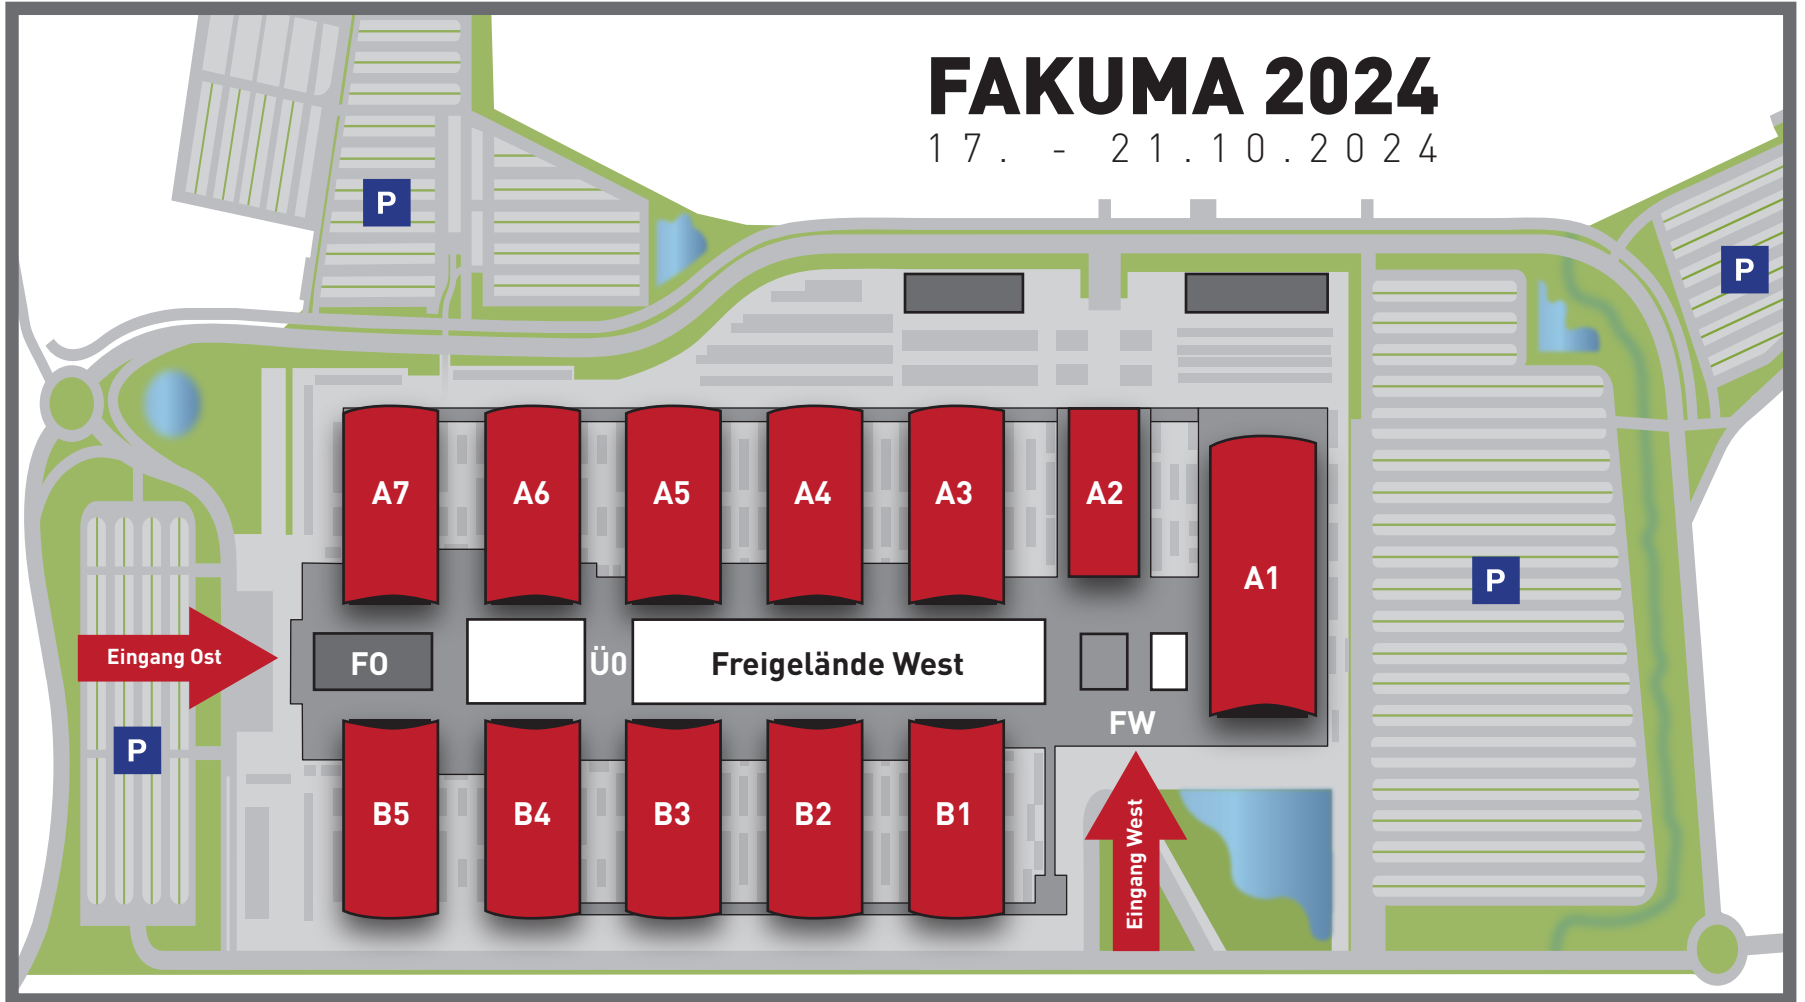 FAKUMA 2024
17. - 21.10.2024
P
P
A7
A6
A5
A4
A3
A2
A1
P
Eingang Ost
FO
Ü0
Freigelände West
FW
P
B5
B4
B3
B2
B1
Eingang West